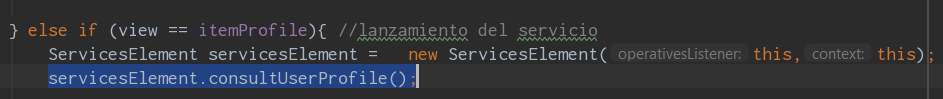 } else if (view == itemProfile){ //lanzamiento del servicio
ServicesElement servicesElement = new ServicesElement( operativesListener: this, context: this);
servicesElement.consultUserProfile();